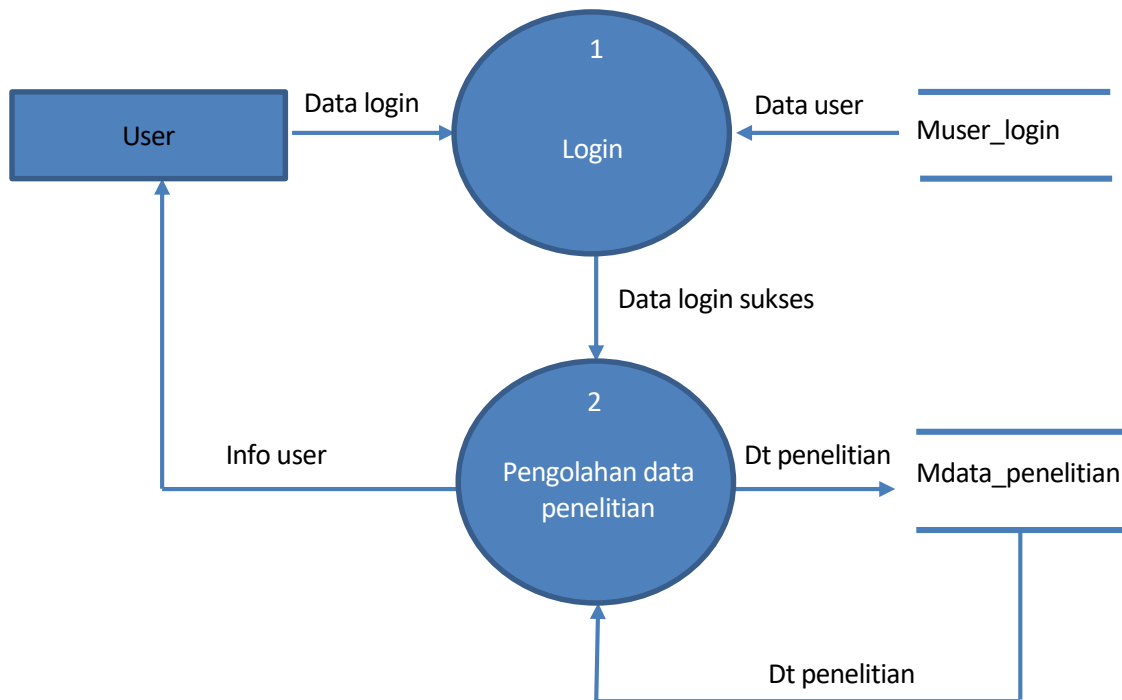 1
Data login
Data user
User
Login
Muser_login
Data login sukses
2
Info user
Dt penelitian
Pengolahan data
penelitian
Mdata_penelitian
Dt penelitian